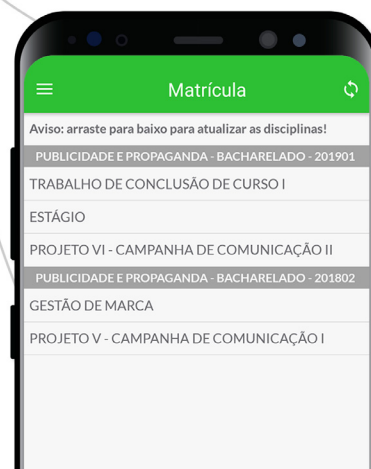 Matrícula
Aviso: arraste para baixo para atualizar as disciplinas!
PUBLICIDADE E PROPAGANDA - BACHARELADO - 201901
TRABALHO DE CONCLUSÃO DE CURSO I
ESTÁGIO
PROJETO VI - CAMPANHA DE COMUNICAÇÃO II
PUBLICIDADE E PROPAGANDA - BACHARELADO - 201802
GESTÃO DE MARCA
PROJETO V - CAMPANHA DE COMUNICAÇÃO I